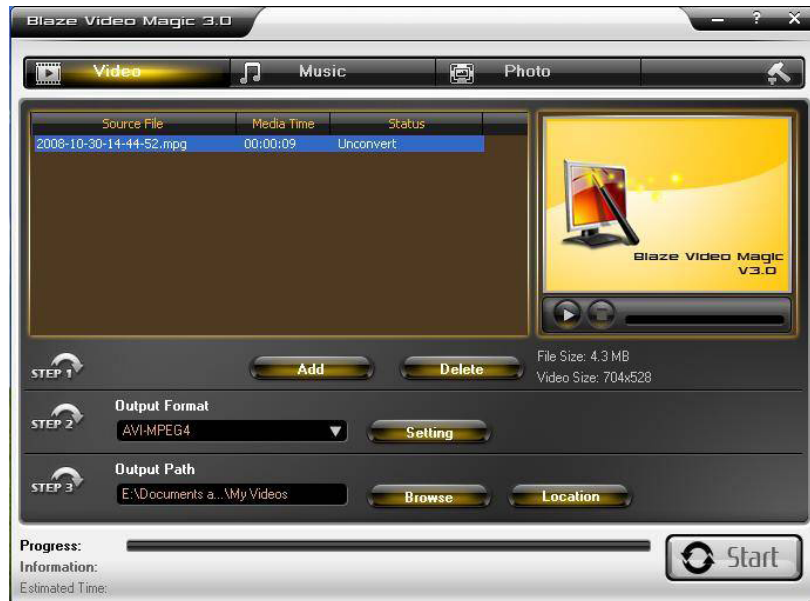 Blaze Video Magic 3.0
Video Music Photo
Source File Media Time Status
2008-10-30-14-44-52.mpg 00:00:09 Unconvert
Blaze Video Magic
V3.0
File Size: 4.3 MB
Video Size: 704x528
STEP 1 Add Delete
Output Format
STEP 2 AVI-MPEG4 Setting
Output Path
STEP 3 E:\Documents a...\My Videos Browse Location
Progress:
Information:
Estimated Time:
Start